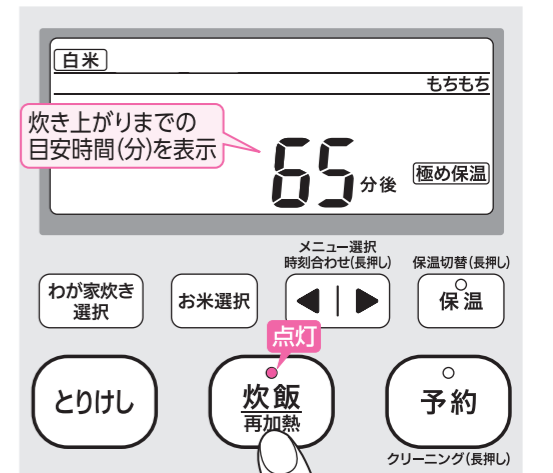 白米
もちもち
炊き上がりまでの
目安時間(分)を表示
65分後
極め保温
メニュー選択
時刻合わせ(長押し)
保温切替(長押し)
わが家炊き
選択
お米選択
保温
点灯
とりけし
炊飯
再加熱
予約
クリーニング(長押し)